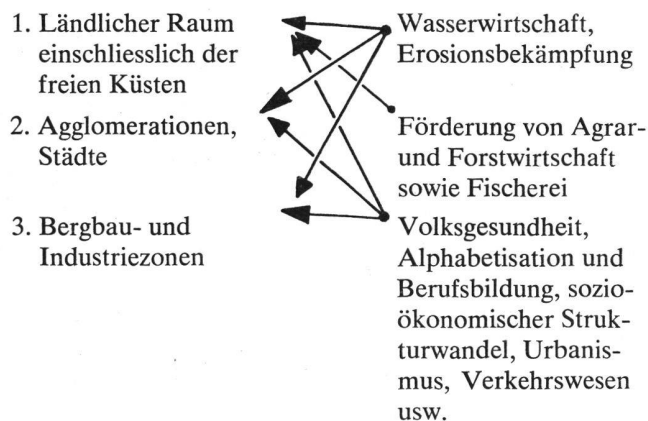 1. Ländlicher Raum
einschliesslich der
freien Küsten
2. Agglomerationen,
Städte
3. Bergbau- und
Industriezonen
Wasserwirtschaft,
Erosionsbekämpfung
Förderung von Agrar-
und Forstwirtschaft
sowie Fischerei
Volksgesundheit,
Alphabetisation und
Berufsbildung, sozio-
ökonomischer Struk-
turwandel, Urbanis-
mus, Verkehrswesen
usw.